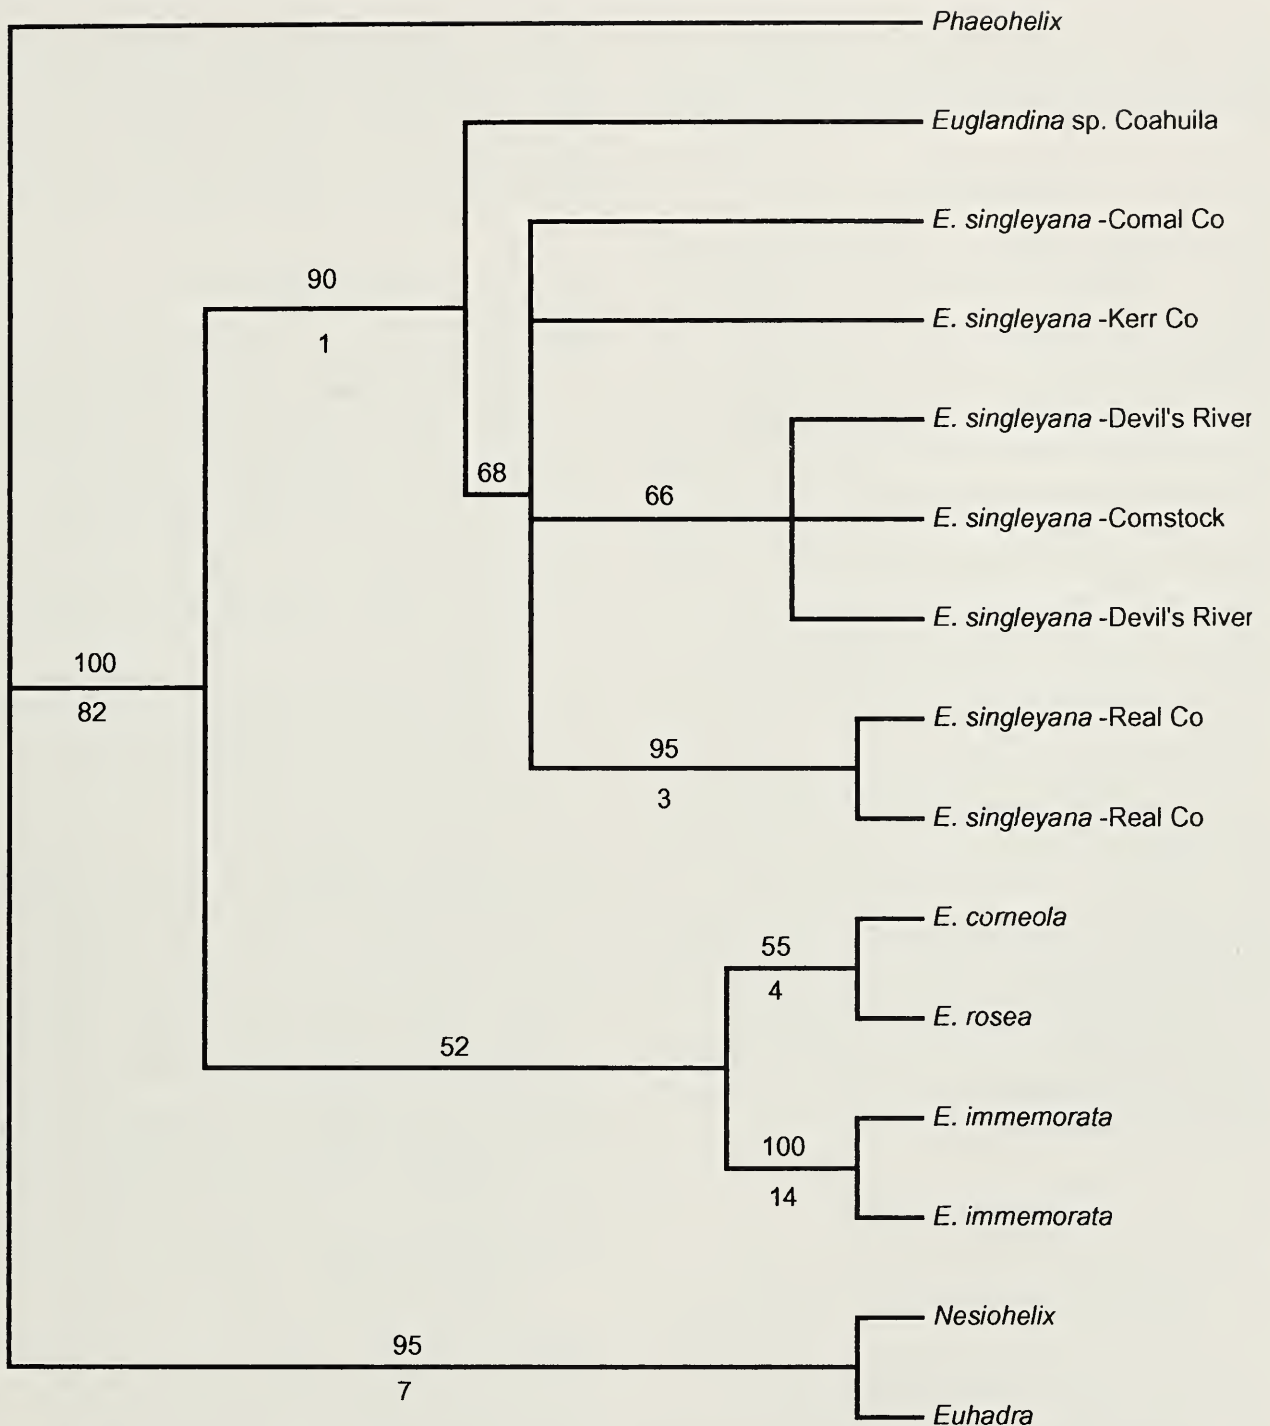 Phaeohelix
Euglandina sp. Coahuila
E. singleyana -Comal Co
90
1
E. singleyana -Kerr Co
E. singleyana -Devil's River
68
66
E. singleyana -Comstock
E. singleyana -Devil's River
100
82
E. singleyana -Real Co
95
3
E. singleyana -Real Co
E. corneola
55
4
E. rosea
52
E. immemorata
100
14
E. immemorata
Nesiohelix
95
7
Euhadra